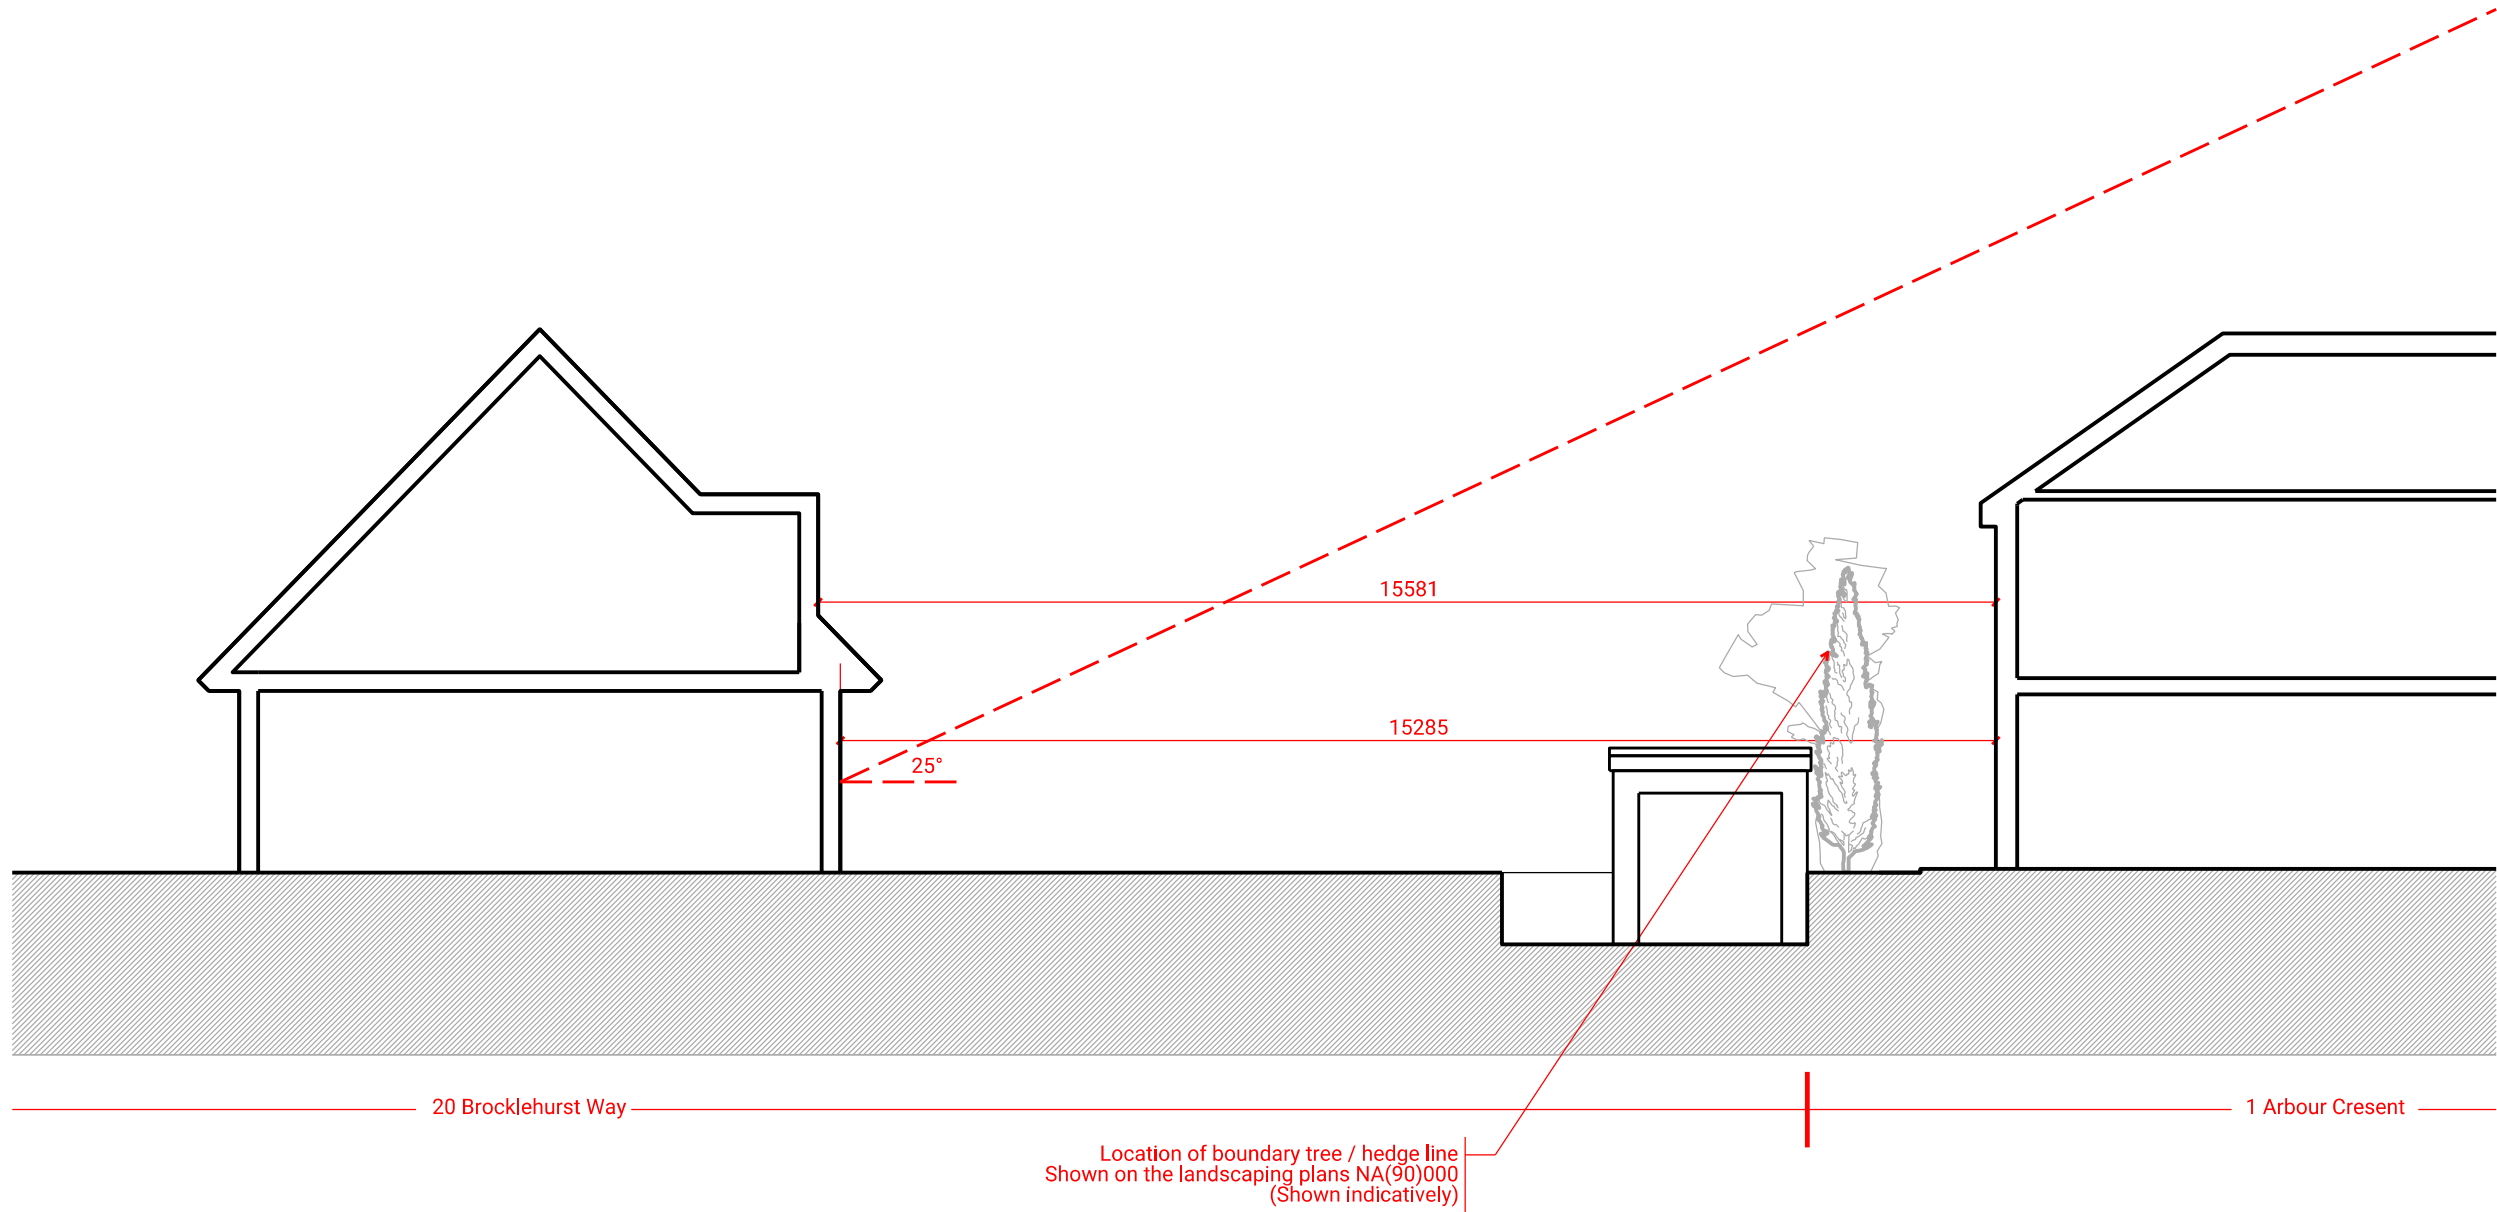 15581
15285
25°
20 Brocklehurst Way
1 Arbour Cresent
Location of boundary tree / hedge line
Shown on the landscaping plans NA(90)000
(Shown indicatively)